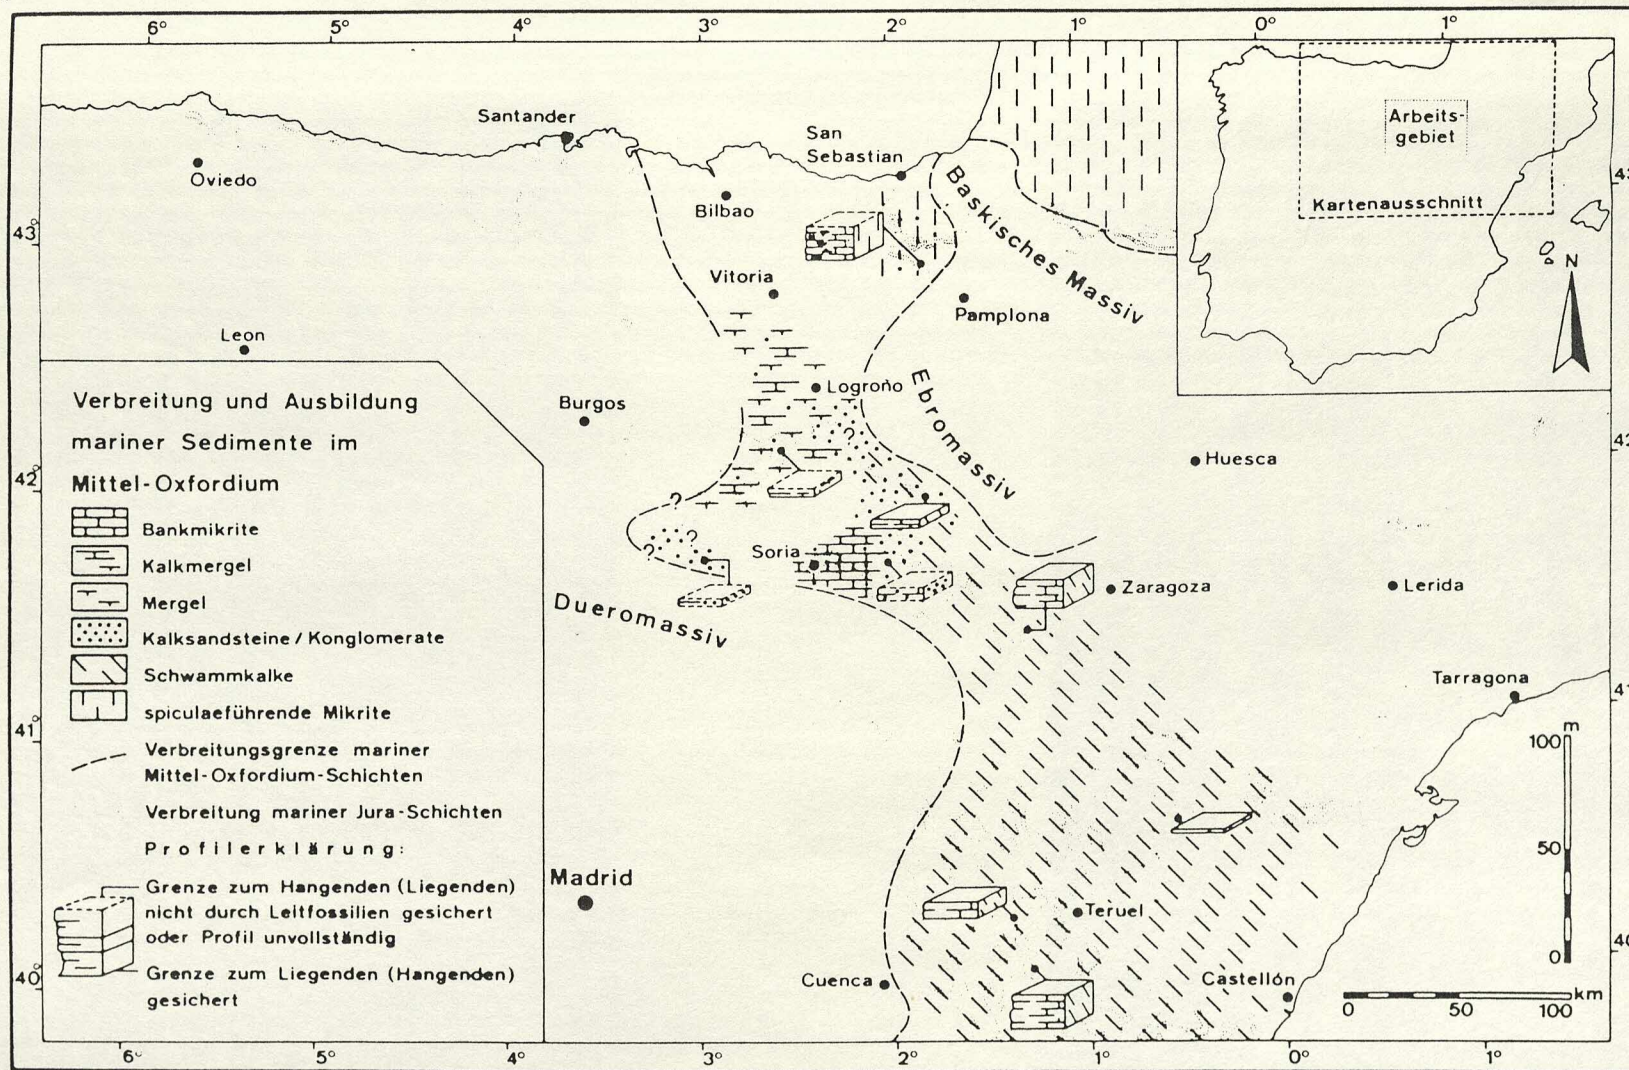 6° 5° 4° 3° 2° 1° 0° 1°
Santander
San
Sebastian
Oviedo
Bilbao
Baskisches Massiv
Arbeits-
gebiet
Kartenausschnitt
N
43
43°
Vitoria
Pamplona
Leon
Logroño
Burgos
Ebromassiv
Huesca
42
42°
?
?
?
?
Soria
Zaragoza
Lerida
Dueromassiv
Tarragona
41
41°
Madrid
Teruel
Cuenca
Castellón
40
40°
Verbreitung und Ausbildung
mariner Sedimente im
Mittel-Oxfordium
Bankmikrite
Kalkmergel
Mergel
Kalksandsteine/Konglomerate
Schwammkalke
spiculaeführende Mikrite
Verbreitungsgrenze mariner
Mittel-Oxfordium-Schichten
Verbreitung mariner Jura-Schichten
Profilerklärung:
Grenze zum Hangenden (Liegenden)
nicht durch Leitfossilien gesichert
oder Profil unvollständig
Grenze zum Liegenden (Hangenden)
gesichert
m
100
50
0
0 50 100 km
6° 5° 3° 2° 1° 0° 1°